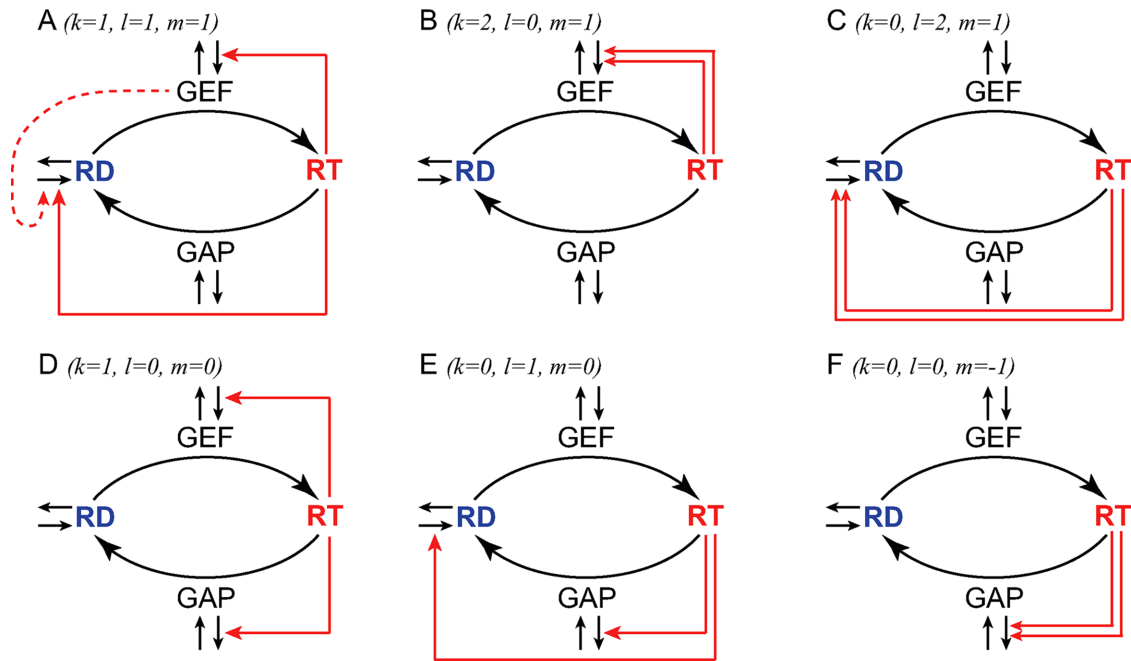 A (k=1, l=1, m=1)
GEF
RD
RT
GAP
B (k=2, l=0, m=1)
GEF
RD
RT
GAP
C (k=0, l=2, m=1)
GEF
RD
RT
GAP
D (k=1, l=0, m=0)
GEF
RD
RT
GAP
E (k=0, l=1, m=0)
GEF
RD
RT
GAP
F (k=0, l=0, m=-1)
GEF
RD
RT
GAP